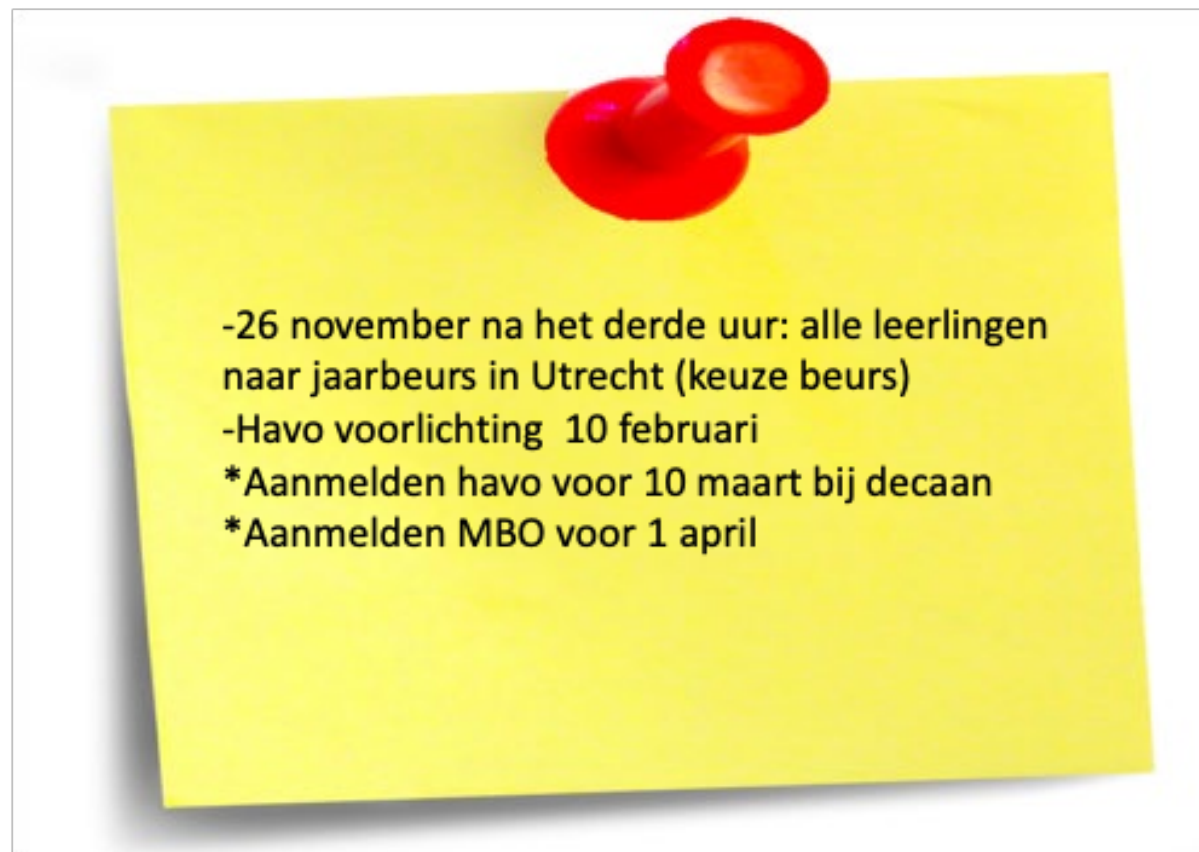 -26 november na het derde uur: alle leerlingen
naar jaarbeurs in Utrecht (keuze beurs)
-Havo voorlichting  10 februari
*Aanmelden havo voor 10 maart bij decaan
*Aanmelden MBO voor 1 april